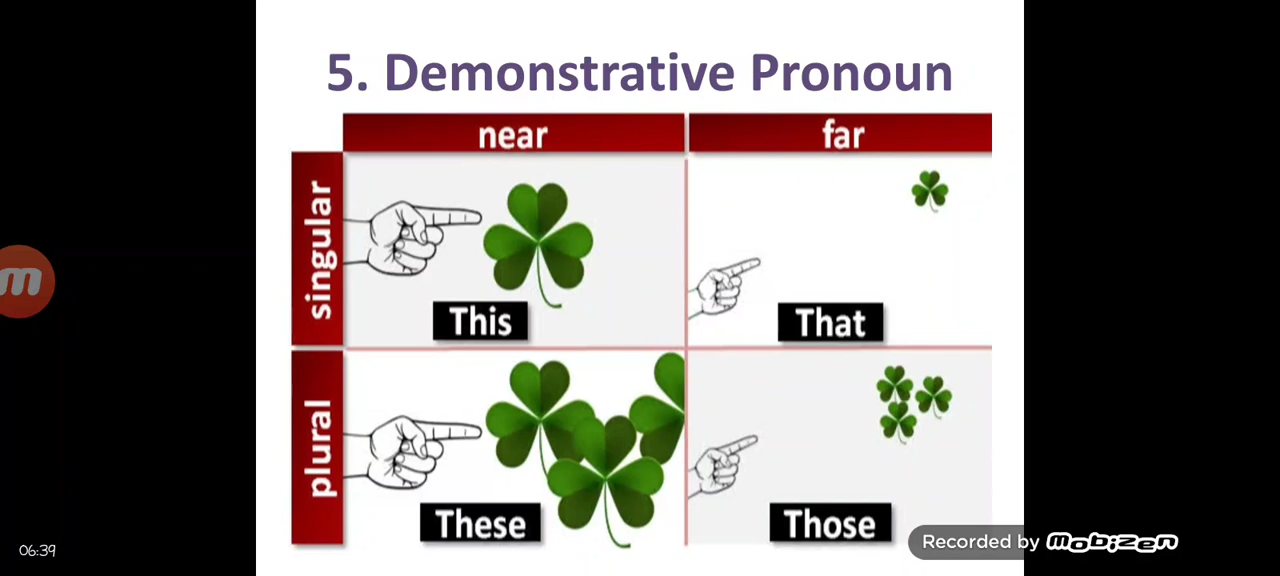 5. Demonstrative Pronoun
near
far
singular
This
That
plural
These
Those
06:39
Recorded by Mobizen